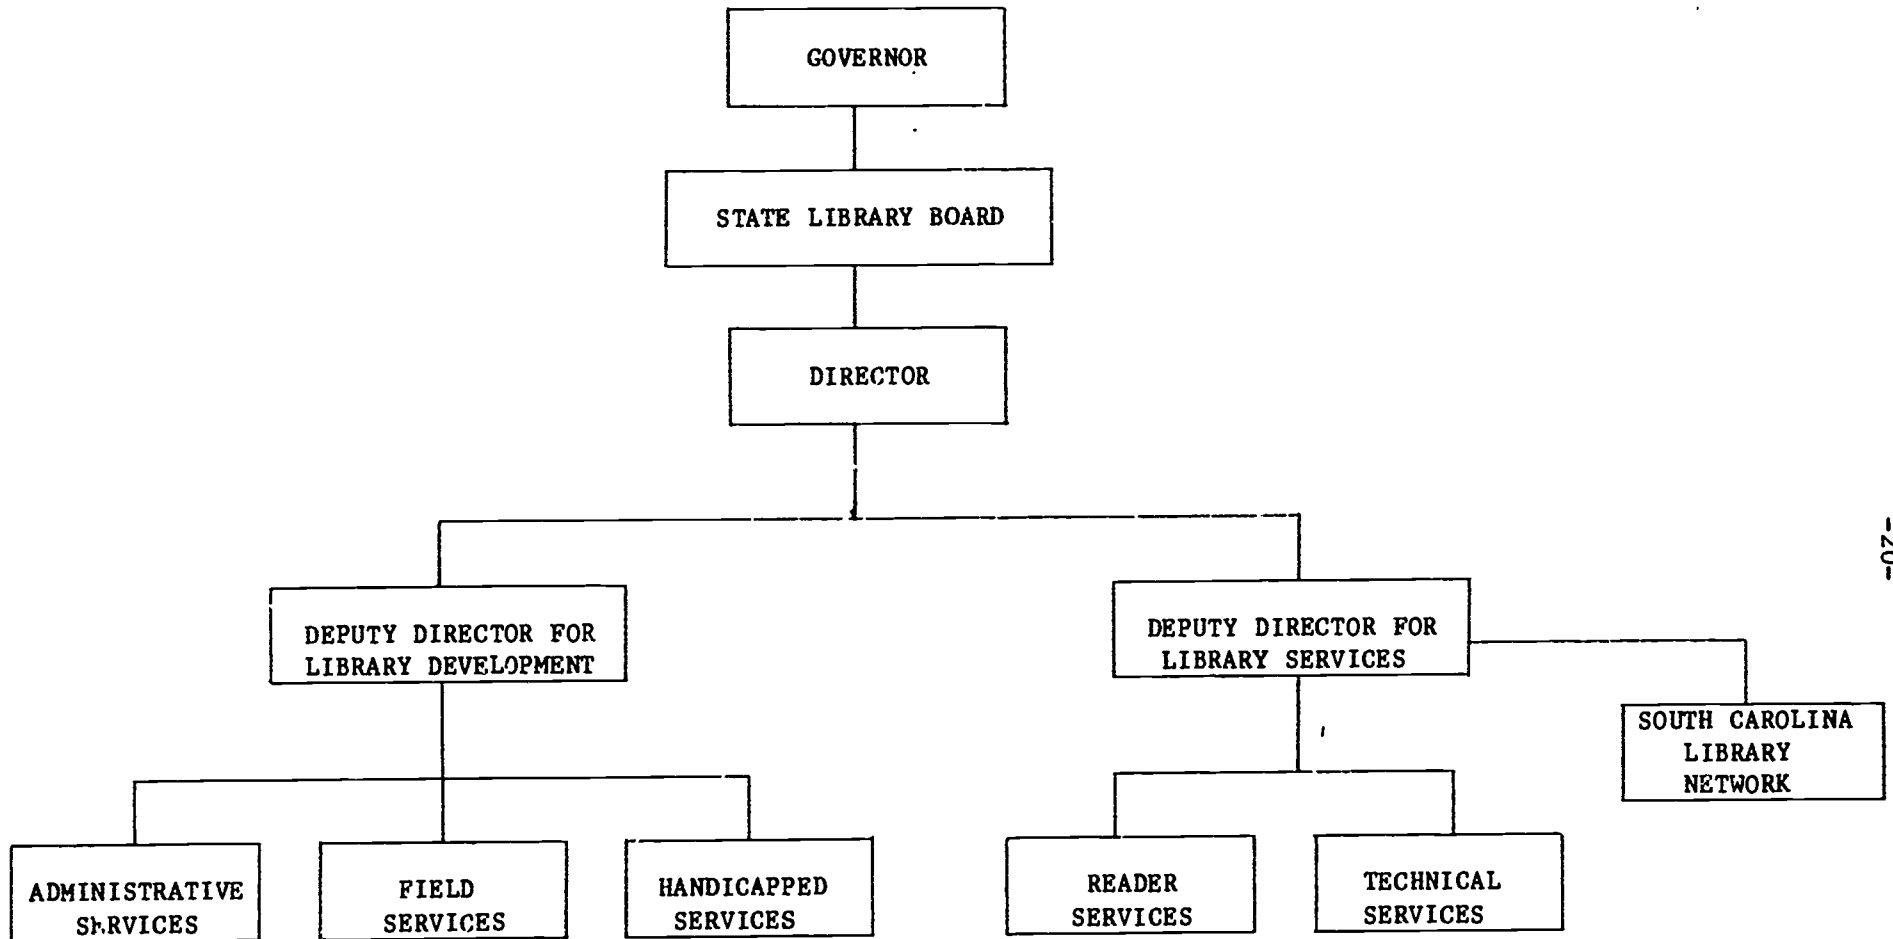 GOVERNOR
STATE LIBRARY BOARD
DIRECTOR
DEPUTY DIRECTOR FOR
LIBRARY DEVELOPMENT
DEPUTY DIRECTOR FOR
LIBRARY SERVICES
SOUTH CAROLINA
LIBRARY
NETWORK
ADMINISTRATIVE
SERVICES
FIELD
SERVICES
HANDICAPPED
SERVICES
READER
SERVICES
TECHNICAL
SERVICES
-20-